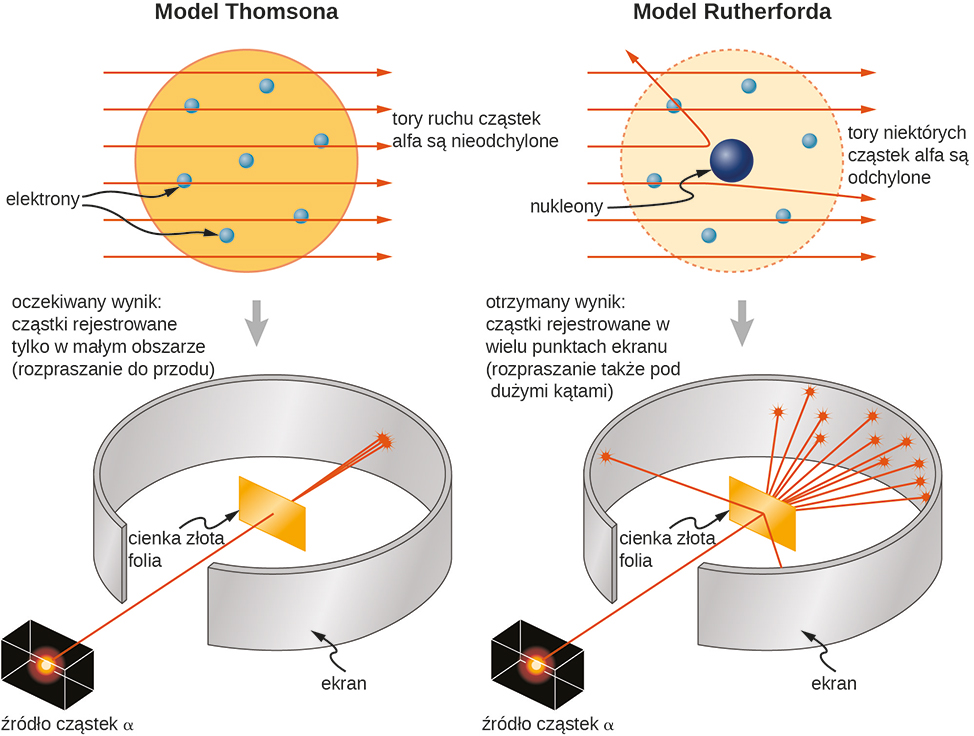 Model Thomsona
tory ruchu cząstek
alfa są nieodchylone
elektrony
oczekiwany wynik:
cząstki rejestrowane
tylko w małym obszarze
(rozpraszanie do przodu)
cienka złota
folia
ekran
źródło cząstek α
Model Rutherforda
tory niektórych
cząstek alfa są
odchylone
nukleony
otrzymany wynik:
cząstki rejestrowane w
wielu punktach ekranu
(rozpraszanie także pod
dużymi kątami)
cienka złota
folia
ekran
źródło cząstek α